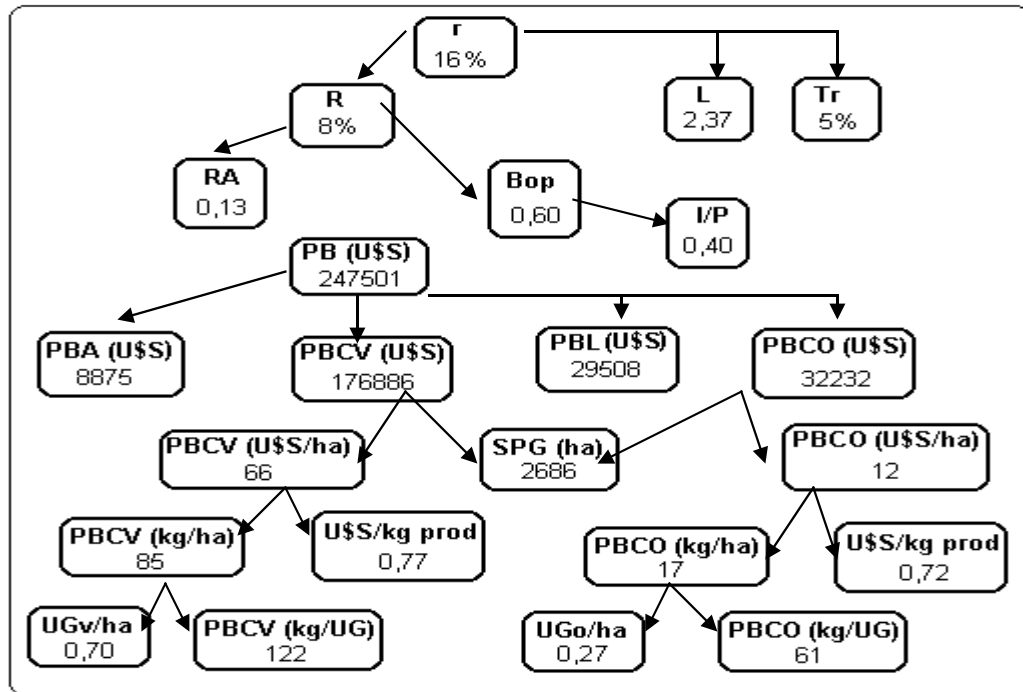 r
16%
R
8%
L
2,37
Tr
5%
RA
0,13
Bop
0,60
I/P
0,40
PB (U$S)
247501
PBA (U$S)
8875
PBCV (U$S)
176886
PBL (U$S)
29508
PBCO (U$S)
32232
PBCV (U$S/ha)
66
SPG (ha)
2686
PBCO (U$S/ha)
12
PBCV (kg/ha)
85
U$S/kg prod
0,77
PBCO (kg/ha)
17
U$S/kg prod
0,72
UGv/ha
0,70
PBCV (kg/UG)
122
UGo/ha
0,27
PBCO (kg/UG)
61